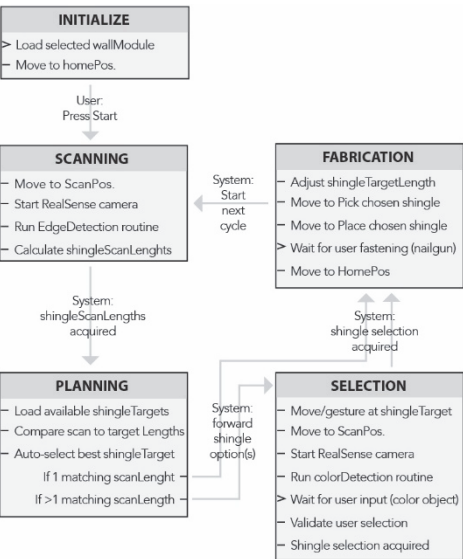 INITIALIZE
> Load selected wallModule
– Move to homePos.
User:
Press Start
SCANNING
– Move to ScanPos.
– Start RealSense camera
– Run EdgeDetection routine
– Calculate shingleScanLenghts
System:
Start
next
cycle
FABRICATION
– Adjust shingleTargetLength
– Move to Pick chosen shingle
– Move to Place chosen shingle
> Wait for user fastening (nailgun)
– Move to HomePos
System:
shingleScanLengths
acquired
System:
shingle selection
acquired
PLANNING
– Load available shingleTargets
– Compare scan to target Lengths
– Auto-select best shingleTarget
If 1 matching scanLenght
If >1 matching scanLength
System:
forward
shingle
option(s)
SELECTION
– Move/gesture at shingleTarget
– Move to ScanPos.
– Start RealSense camera
– Run colorDetection routine
> Wait for user input (color object)
– Validate user selection
– Shingle selection acquired